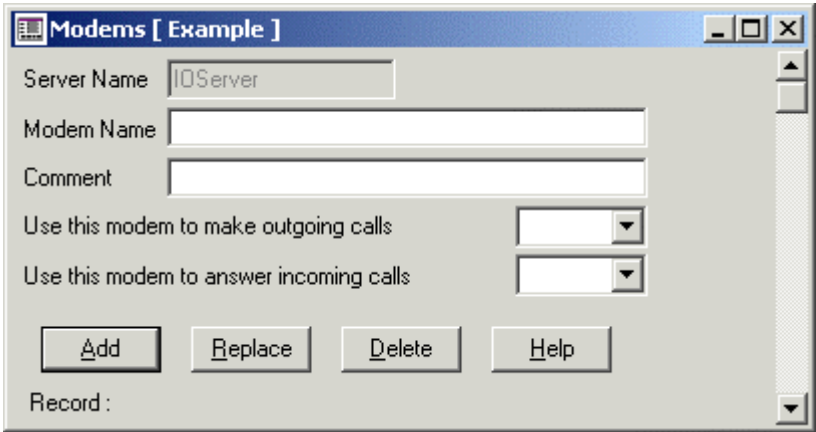 Modems [ Example ]
Server Name IOServer
Modem Name
Comment
Use this modem to make outgoing calls
Use this modem to answer incoming calls
Add Replace Delete Help
Record :